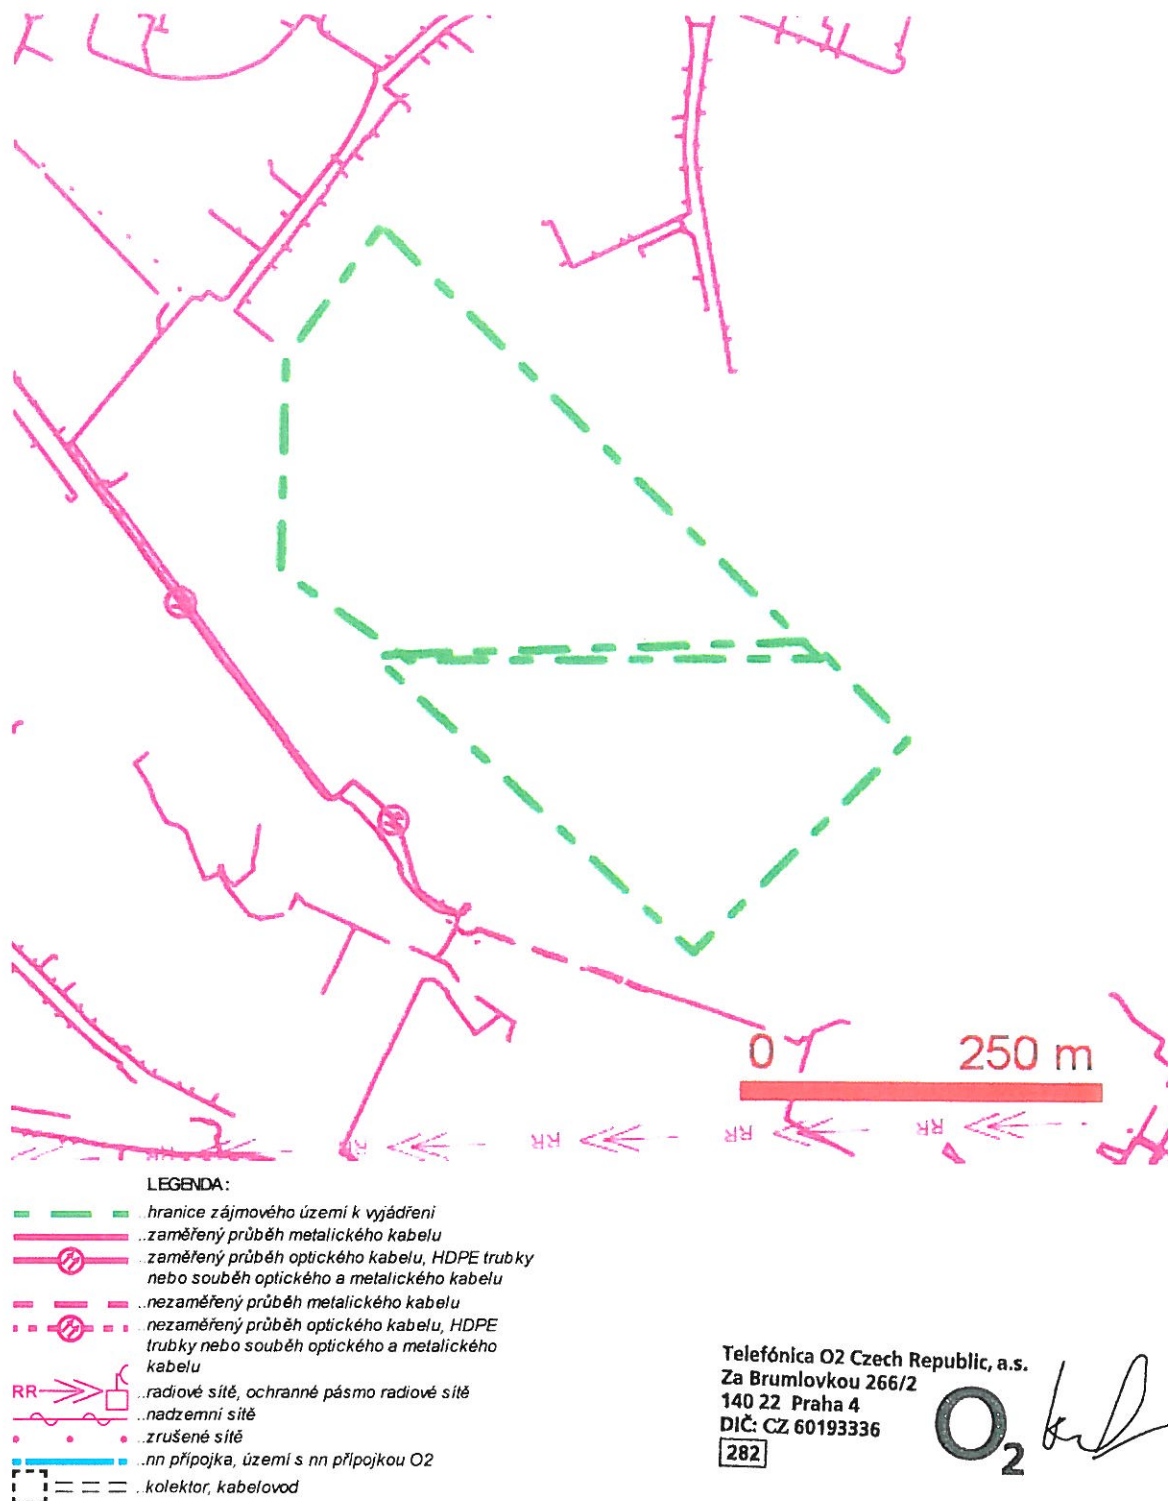 0 250 m
RR RR RR RR RR
LEGENDA:
..hranice zájmového území k vyjádření
..zaměřený průběh metalického kabelu
..zaměřený průběh optického kabelu, HDPE trubky
nebo souběh optického a metalického kabelu
..nezaměřený průběh metalického kabelu
..nezaměřený průběh optického kabelu, HDPE
trubky nebo souběh optického a metalického
kabelu
RR ..radiové sítě, ochranné pásmo radiové sítě
..nadzemní sítě
..zrušené sítě
..nn přípojka, území s nn přípojkou O2
..kolektor, kabelovod
Telefónica O2 Czech Republic, a.s.
Za Brumlovkou 266/2
140 22 Praha 4
DIČ: CZ 60193336
282
O2